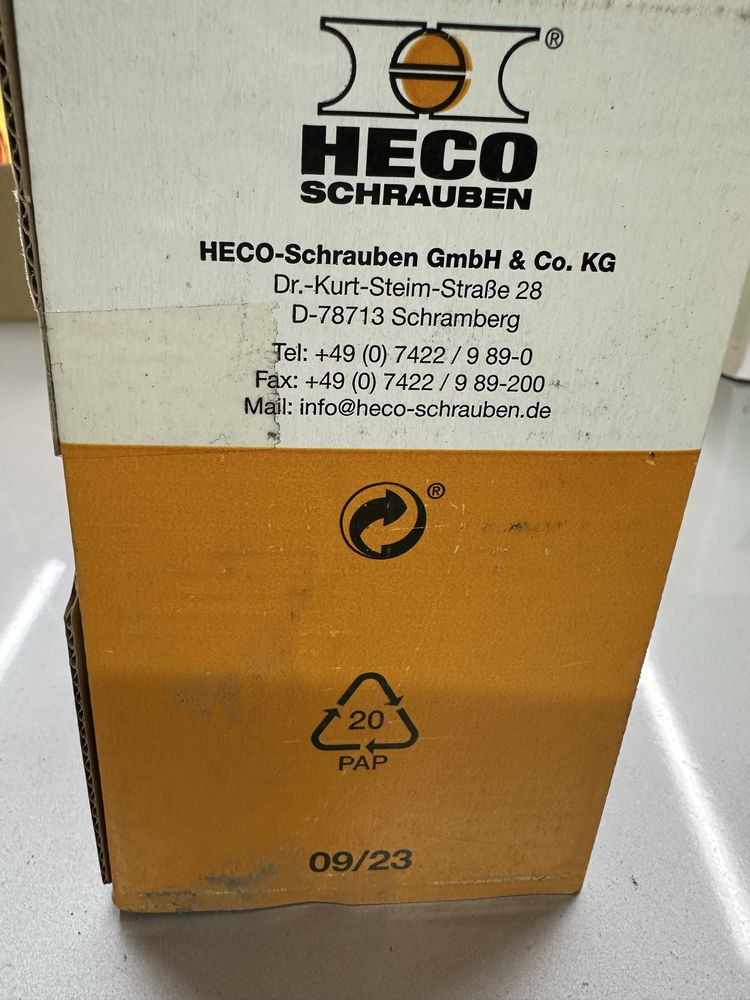 ®
HECO
SCHRAUBEN
HECO-Schrauben GmbH & Co. KG
Dr.-Kurt-Steim-Straße 28
D-78713 Schramberg
Tel: +49 (0) 7422 / 9 89-0
Fax: +49 (0) 7422 / 9 89-200
Mail: info@heco-schrauben.de
®
20
PAP
09/23